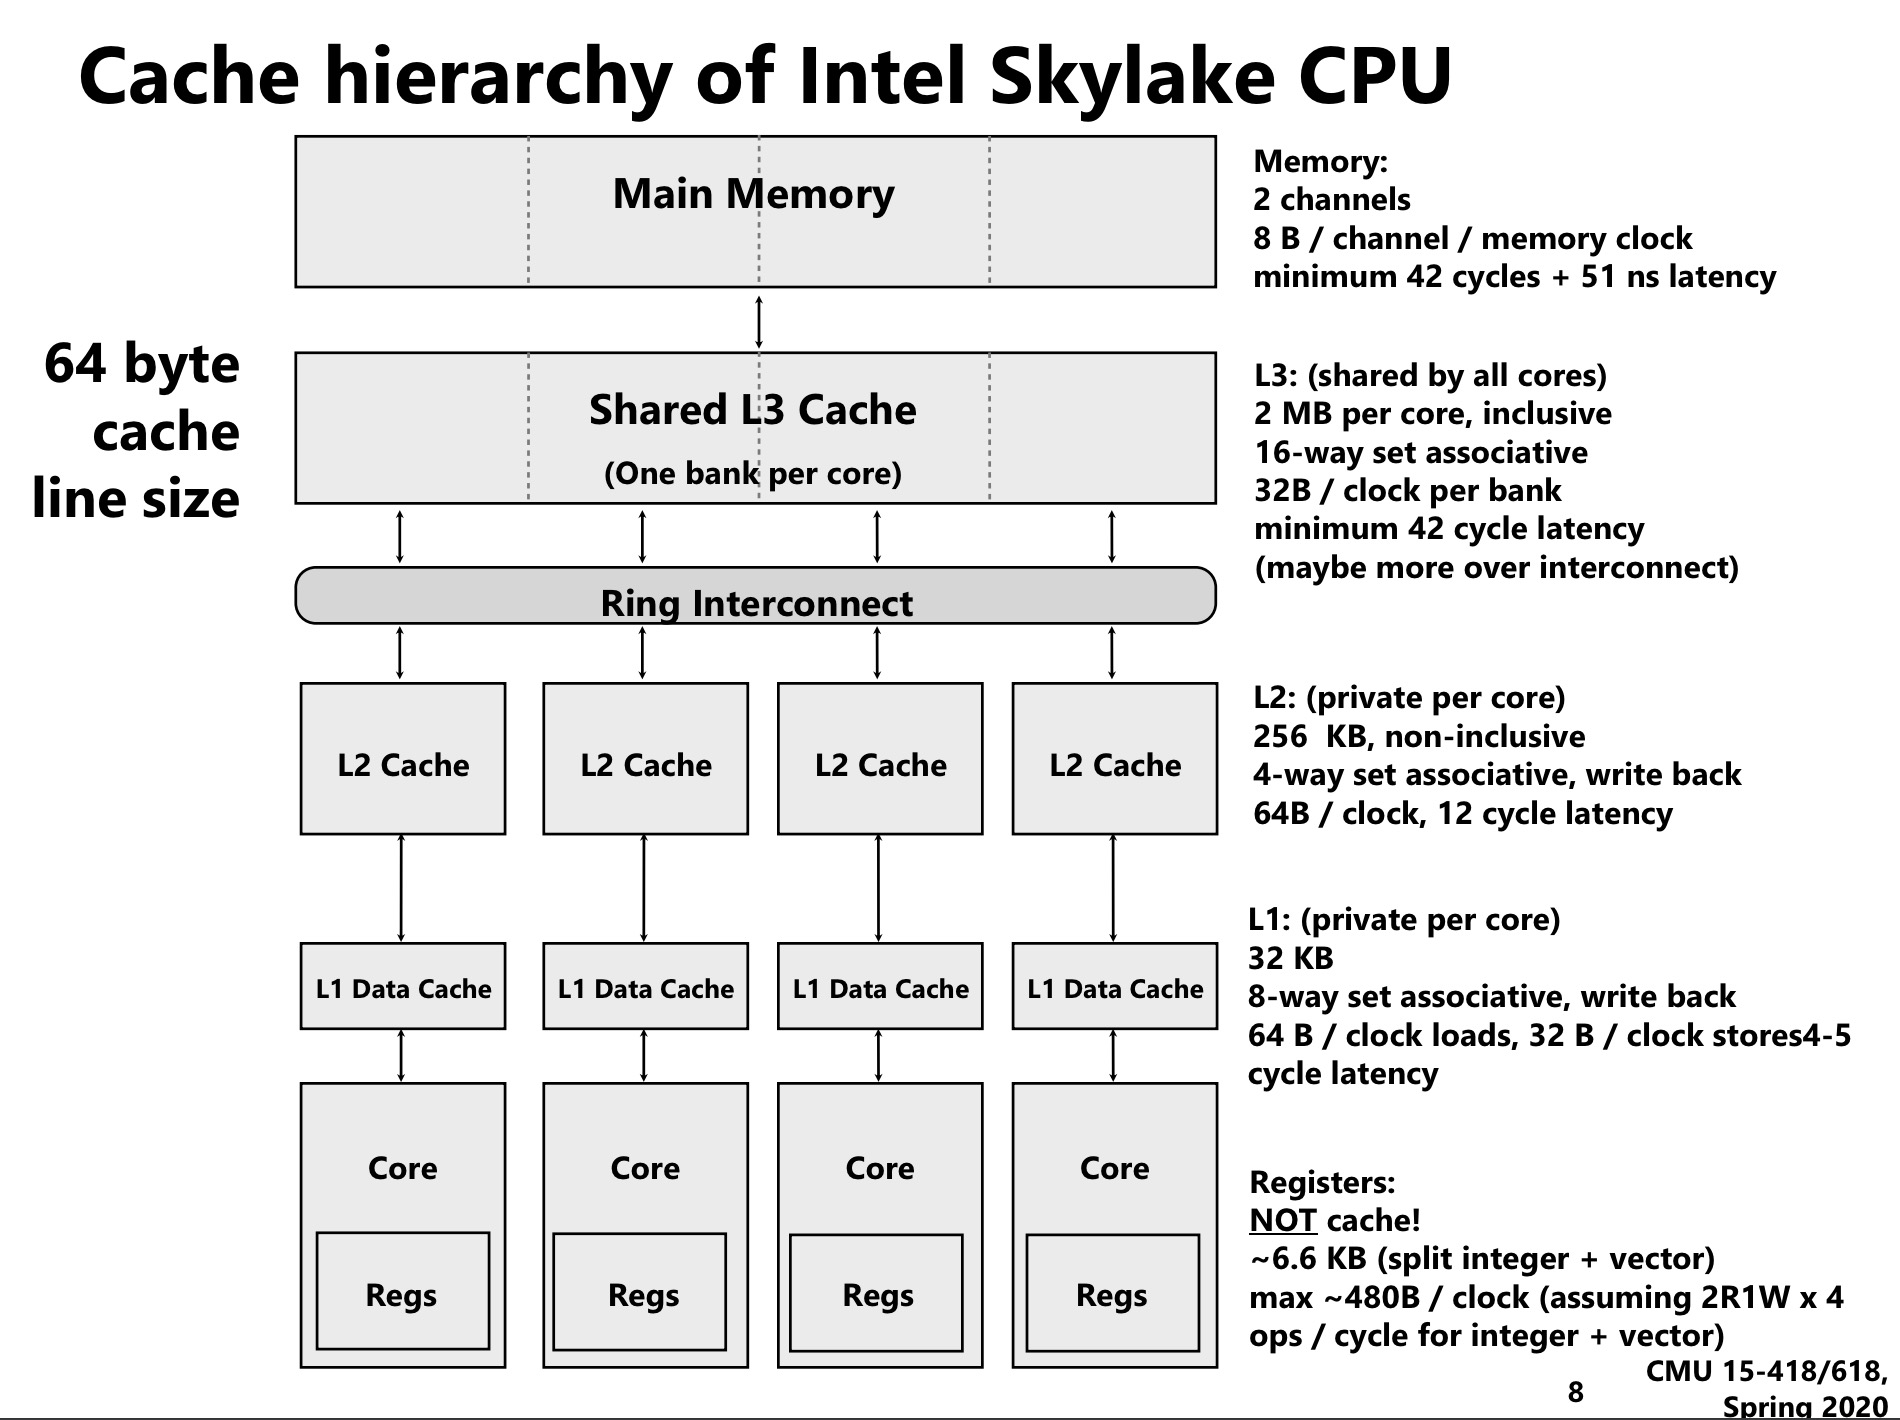 Cache hierarchy of Intel Skylake CPU
Main Memory
Memory:
2 channels
8 B / channel / memory clock
minimum 42 cycles + 51 ns latency
64 byte
cache
line size
Shared L3 Cache
(One bank per core)
L3: (shared by all cores)
2 MB per core, inclusive
16-way set associative
32B / clock per bank
minimum 42 cycle latency
(maybe more over interconnect)
Ring Interconnect
L2 Cache
L2 Cache
L2 Cache
L2 Cache
L2: (private per core)
256 KB, non-inclusive
4-way set associative, write back
64B / clock, 12 cycle latency
L1 Data Cache
L1 Data Cache
L1 Data Cache
L1 Data Cache
L1: (private per core)
32 KB
8-way set associative, write back
64 B / clock loads, 32 B / clock stores4-5
cycle latency
Core
Core
Core
Core
Regs
Regs
Regs
Regs
Registers:
NOT cache!
~6.6 KB (split integer + vector)
max ~480B / clock (assuming 2R1W x 4
ops / cycle for integer + vector)
8
CMU 15-418/618,
Spring 2020